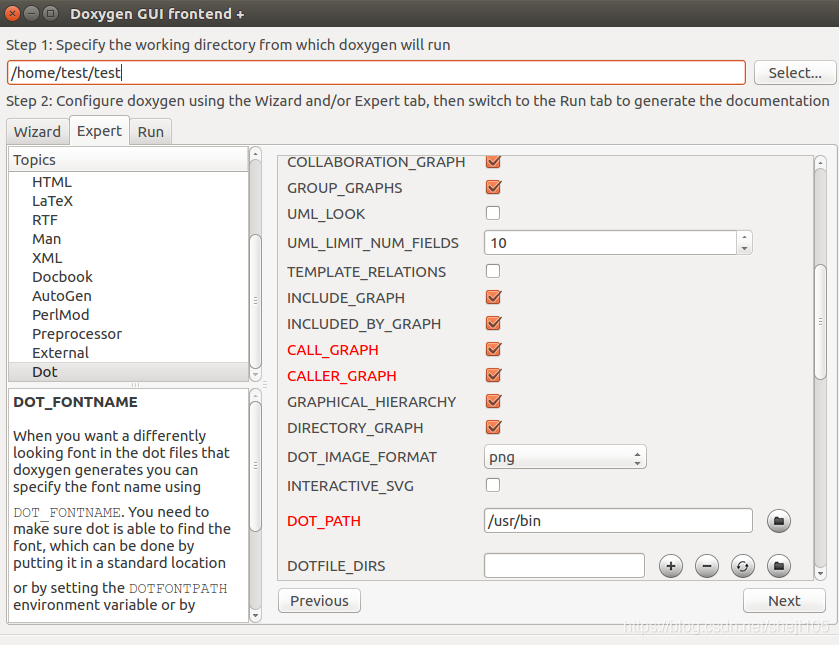 Doxygen GUI frontend +
Step 1: Specify the working directory from which doxygen will run
/home/test/test
Select...
Step 2: Configure doxygen using the Wizard and/or Expert tab, then switch to the Run tab to generate the documentation
Wizard
Expert
Run
Topics
HTML
LaTeX
RTF
Man
XML
Docbook
AutoGen
PerlMod
Preprocessor
External
Dot
DOT_FONTNAME
When you want a differently
looking font in the dot files that
doxygen generates you can
specify the font name using
DOT_FONTNAME. You need to
make sure dot is able to find the
font, which can be done by
putting it in a standard location
or by setting the DOTFONTPATH
environment variable or by
COLLABORATION_GRAPH
GROUP_GRAPHS
UML_LOOK
UML_LIMIT_NUM_FIELDS 10
TEMPLATE_RELATIONS
INCLUDE_GRAPH
INCLUDED_BY_GRAPH
CALL_GRAPH
CALLER_GRAPH
GRAPHICAL_HIERARCHY
DIRECTORY_GRAPH
DOT_IMAGE_FORMAT png
INTERACTIVE_SVG
DOT_PATH /usr/bin
DOTFILE_DIRS
Previous
Next
https://blog.csdn.net/sheji105